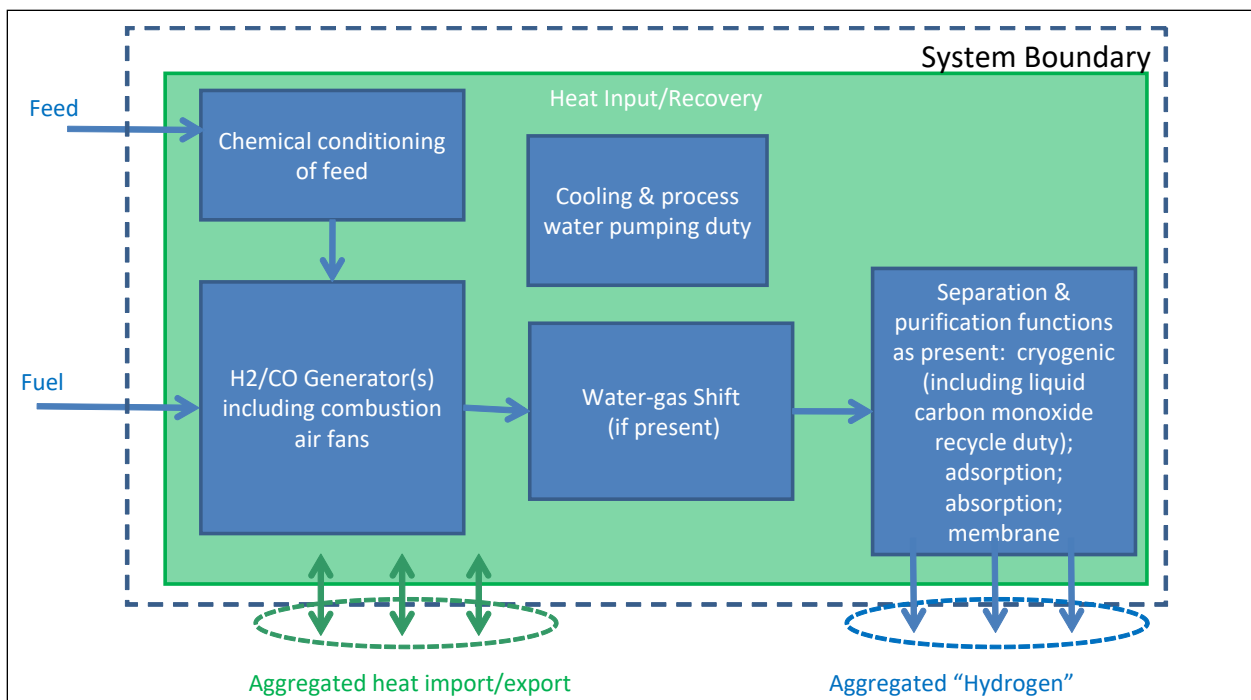 System Boundary
Heat Input/Recovery
Feed
Chemical conditioning
of feed
Cooling & process
water pumping duty
Fuel
H2/CO Generator(s)
including combustion
air fans
Water-gas Shift
(if present)
Separation &
purification functions
as present:  cryogenic
(including liquid
carbon monoxide
recycle duty);
adsorption;
absorption;
membrane
Aggregated heat import/export
Aggregated “Hydrogen”